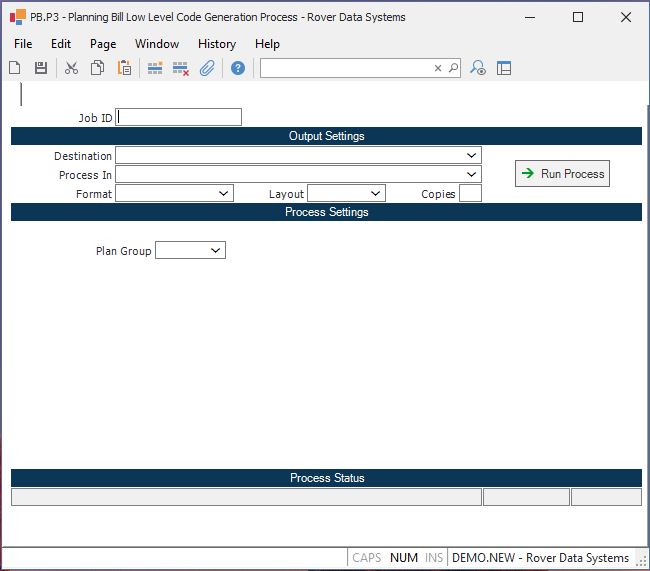 PB.P3 - Planning Bill Low Level Code Generation Process - Rover Data Systems
File Edit Page Window History Help
Job ID
Output Settings
Destination
Process In
Run Process
Format Layout Copies
Process Settings
Plan Group
Process Status
CAPS NUM INS DEMO.NEW - Rover Data Systems